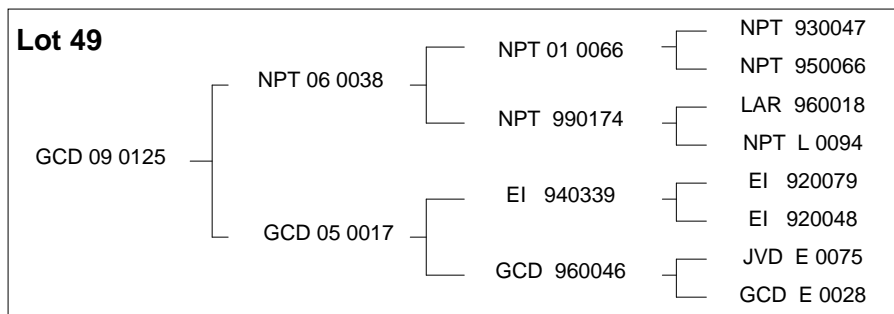 Lot 49
NPT 930047
NPT 01 0066
NPT 950066
NPT 06 0038
LAR 960018
NPT 990174
NPT L 0094
GCD 09 0125
EI 920079
EI 940339
EI 920048
GCD 05 0017
JVD E 0075
GCD 960046
GCD E 0028